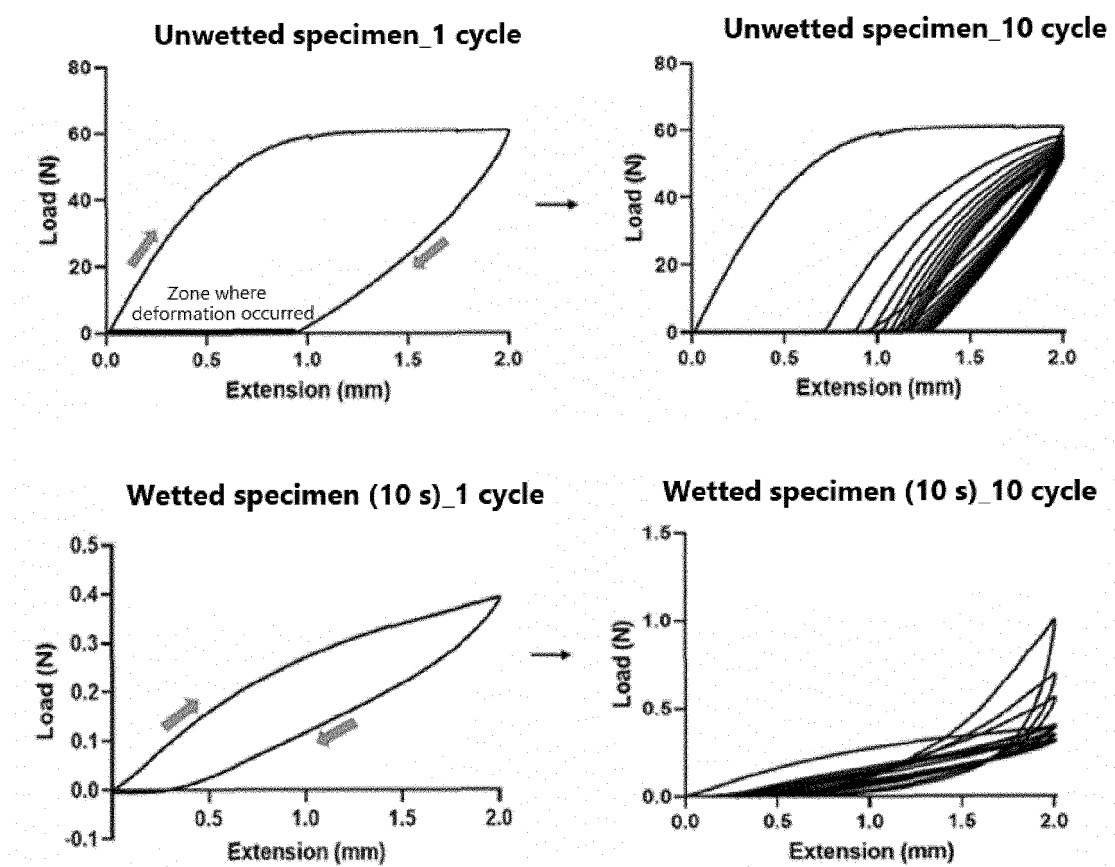 Unwetted specimen_1 cycle
80
60
40
20
0
Load (N)
Zone where
deformation occurred
0.0 0.5 1.0 1.5 2.0
Extension (mm)
Unwetted specimen_10 cycle
80
60
40
20
0
Load (N)
0.0 0.5 1.0 1.5 2.0
Extension (mm)
Wetted specimen (10 s)_1 cycle
0.5
0.4
0.3
0.2
0.1
0.0
-0.1
Load (N)
0.5 1.0 1.5 2.0
Extension (mm)
Wetted specimen (10 s)_10 cycle
1.5
1.0
0.5
0.0
Load (N)
0.0 0.5 1.0 1.5 2.0
Extension (mm)